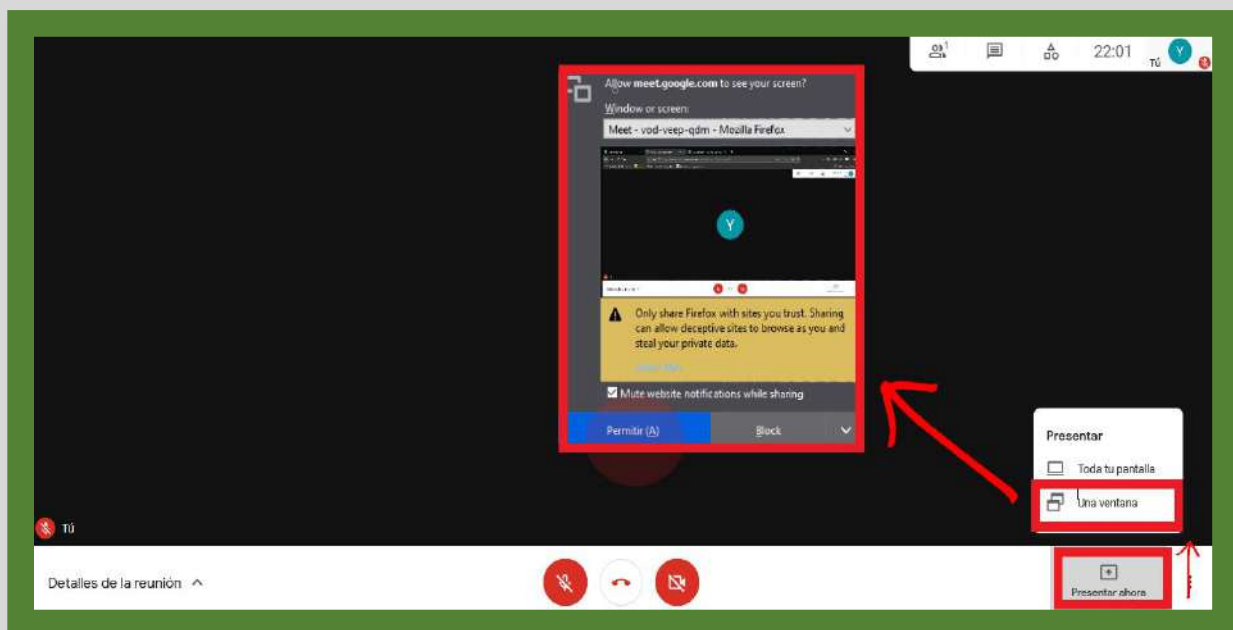 1
22:01
Tú
Y
Allow meet.google.com to see your screen?
Window or screen:
Meet - vod-veep-qdm - Mozilla Firefox
Y
Only share Firefox with sites you trust. Sharing
can allow deceptive sites to browse as you and
steal your private data.
Mute website notifications while sharing
Permitir (A)
Block
Presentar
Toda tu pantalla
Una ventana
Tú
Detalles de la reunión
Presentar ahora